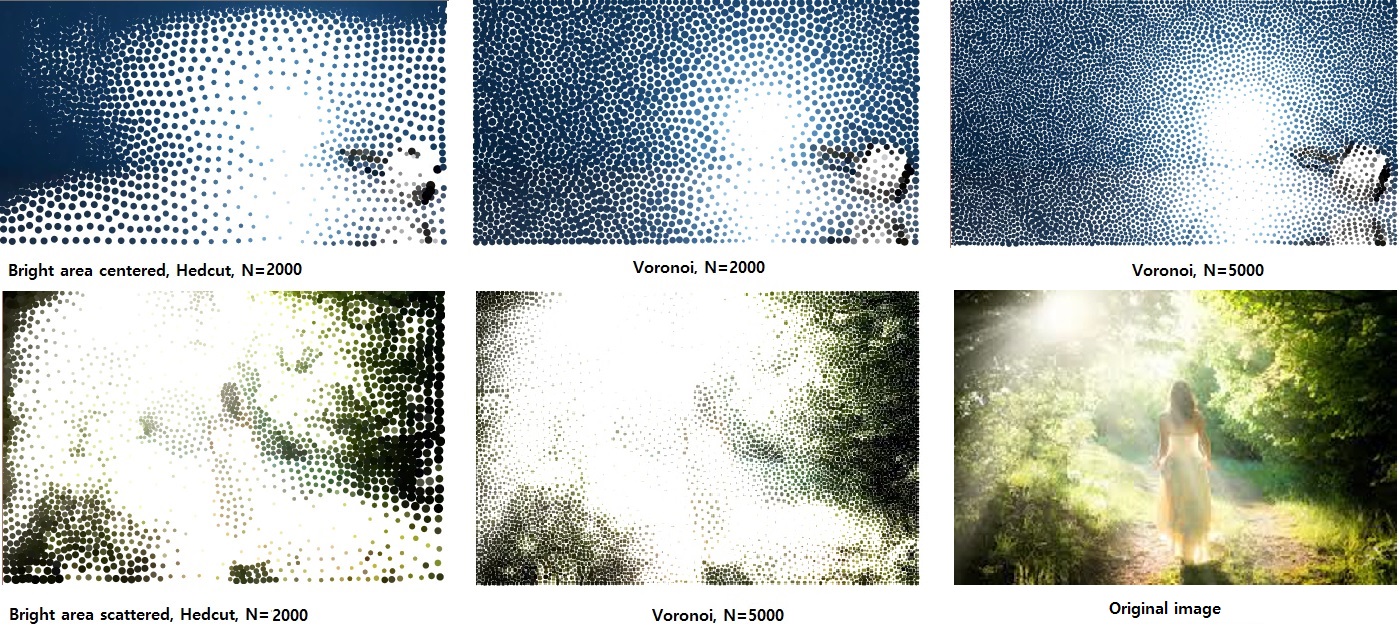 Bright area centered, Hedcut, N=2000
Voronoi, N=2000
Voronoi, N=5000
Bright area scattered, Hedcut, N=2000
Voronoi, N=5000
Original image